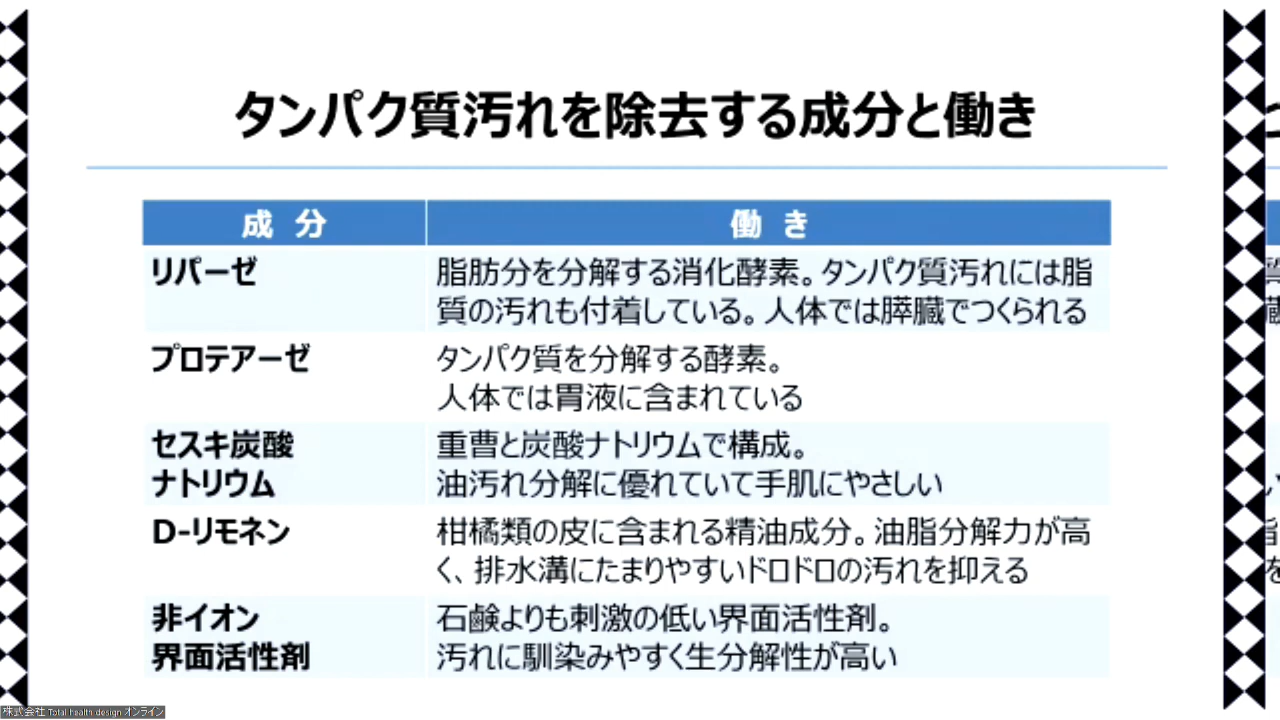 タンパク質汚れを除去する成分と働き
成 分
働 き
リパーゼ
脂肪分を分解する消化酵素。タンパク質汚れには脂
質の汚れも付着している。人体では膵臓でつくられる
プロテアーゼ
タンパク質を分解する酵素。
人体では胃液に含まれている
セスキ炭酸
ナトリウム
重曹と炭酸ナトリウムで構成。
油汚れ分解に優れていて手肌にやさしい
D-リモネン
柑橘類の皮に含まれる精油成分。油脂分解力が高
く、排水溝にたまりやすいドロドロの汚れを抑える
非イオン
界面活性剤
石鹸よりも刺激の低い界面活性剤。
汚れに馴染みやすく生分解性が高い
株式会社 Total health design オンライン